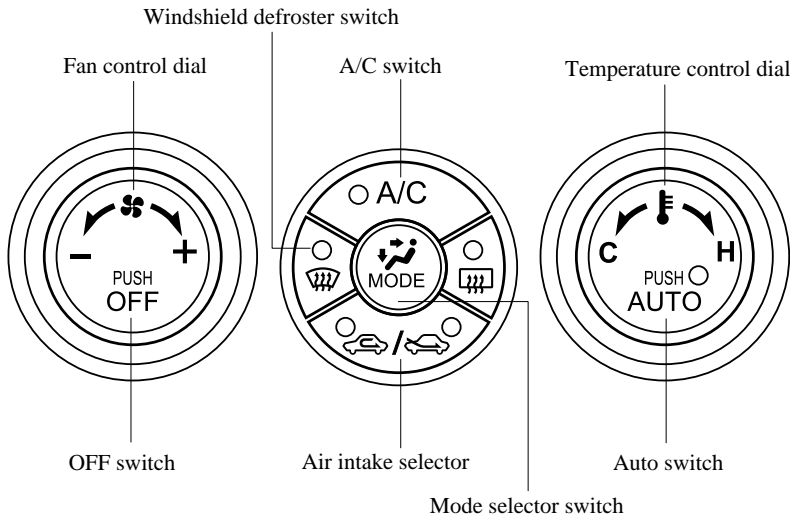 Windshield defroster switch
Fan control dial
A/C switch
Temperature control dial
A/C
− +
C H
MODE
PUSH
OFF
PUSH
AUTO
/
OFF switch
Air intake selector
Auto switch
Mode selector switch